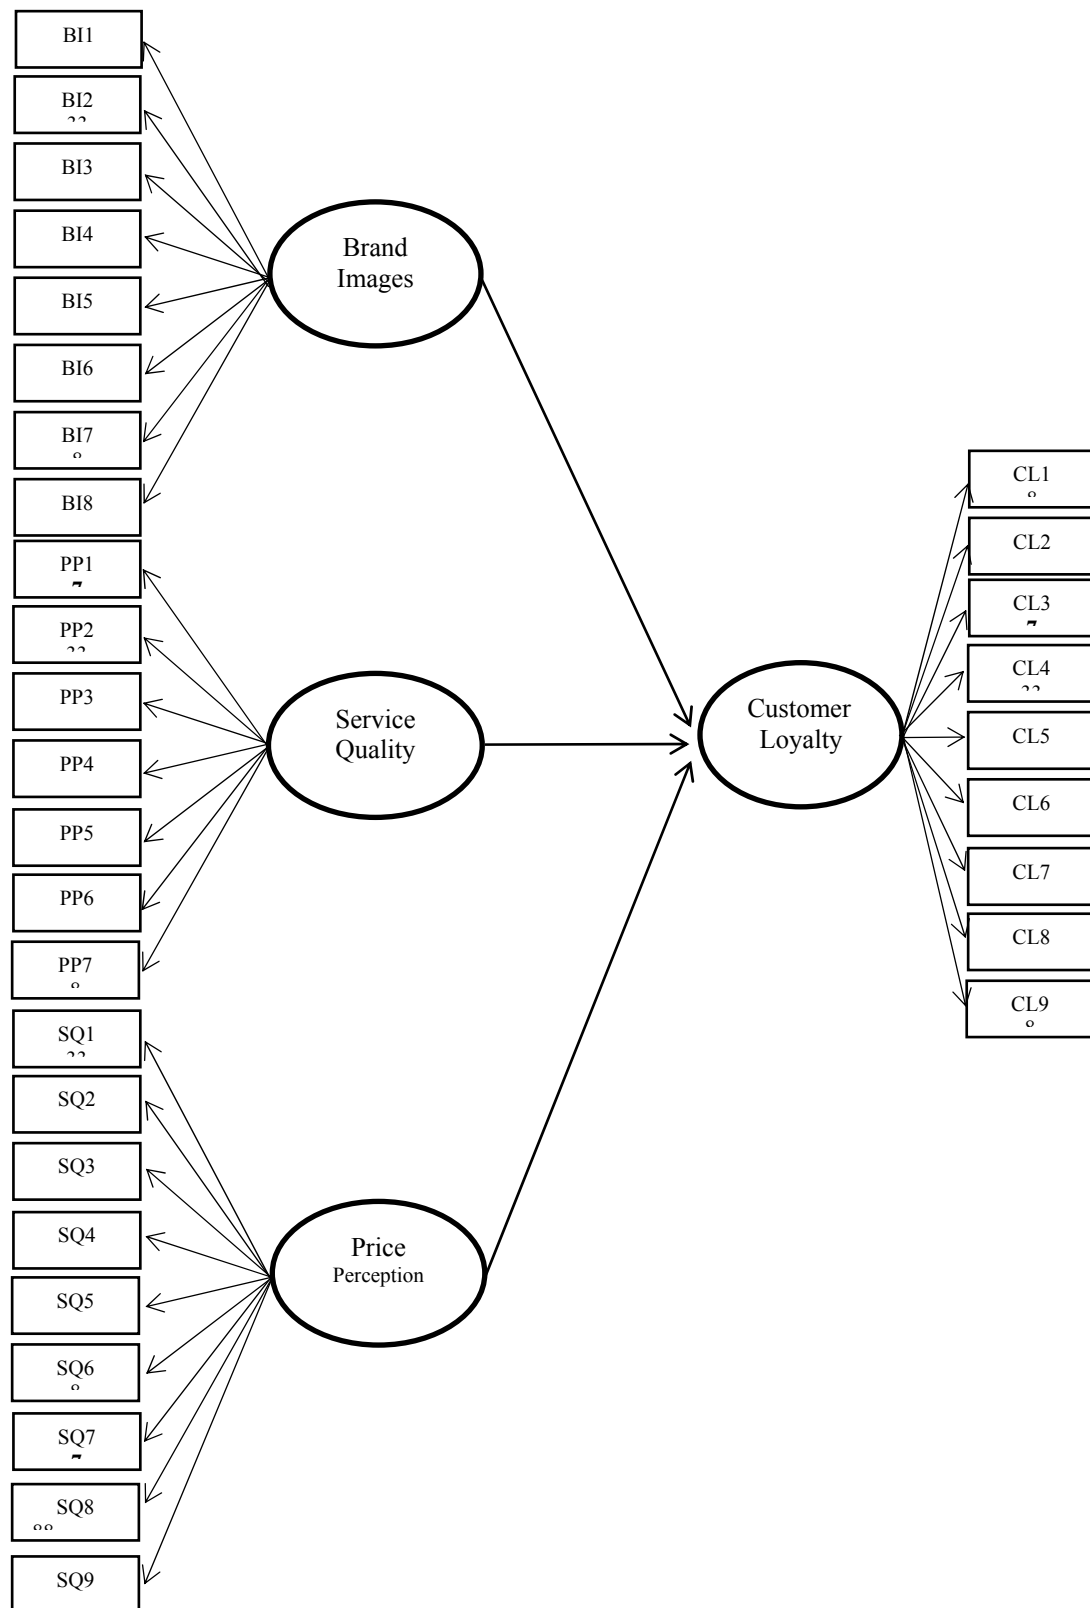 BI1
BI2
BI3
BI4
BI5
BI6
BI7
BI8
Brand
Images
PP1
PP2
PP3
PP4
PP5
PP6
PP7
Service
Quality
SQ1
SQ2
SQ3
SQ4
SQ5
SQ6
SQ7
SQ8
SQ9
Price
Perception
Customer
Loyalty
CL1
CL2
CL3
CL4
CL5
CL6
CL7
CL8
CL9